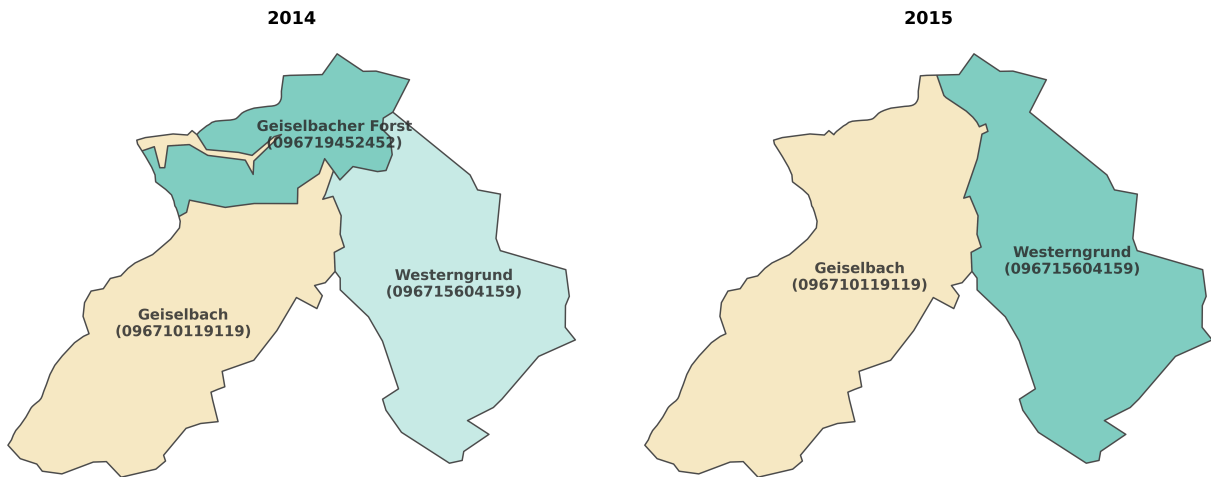 2014
2015
Geiselbacher Forst
(096719452452)
Westerngrund
(096715604159)
Geiselbach
(096710119119)
Westerngrund
(096715604159)
Geiselbach
(096710119119)